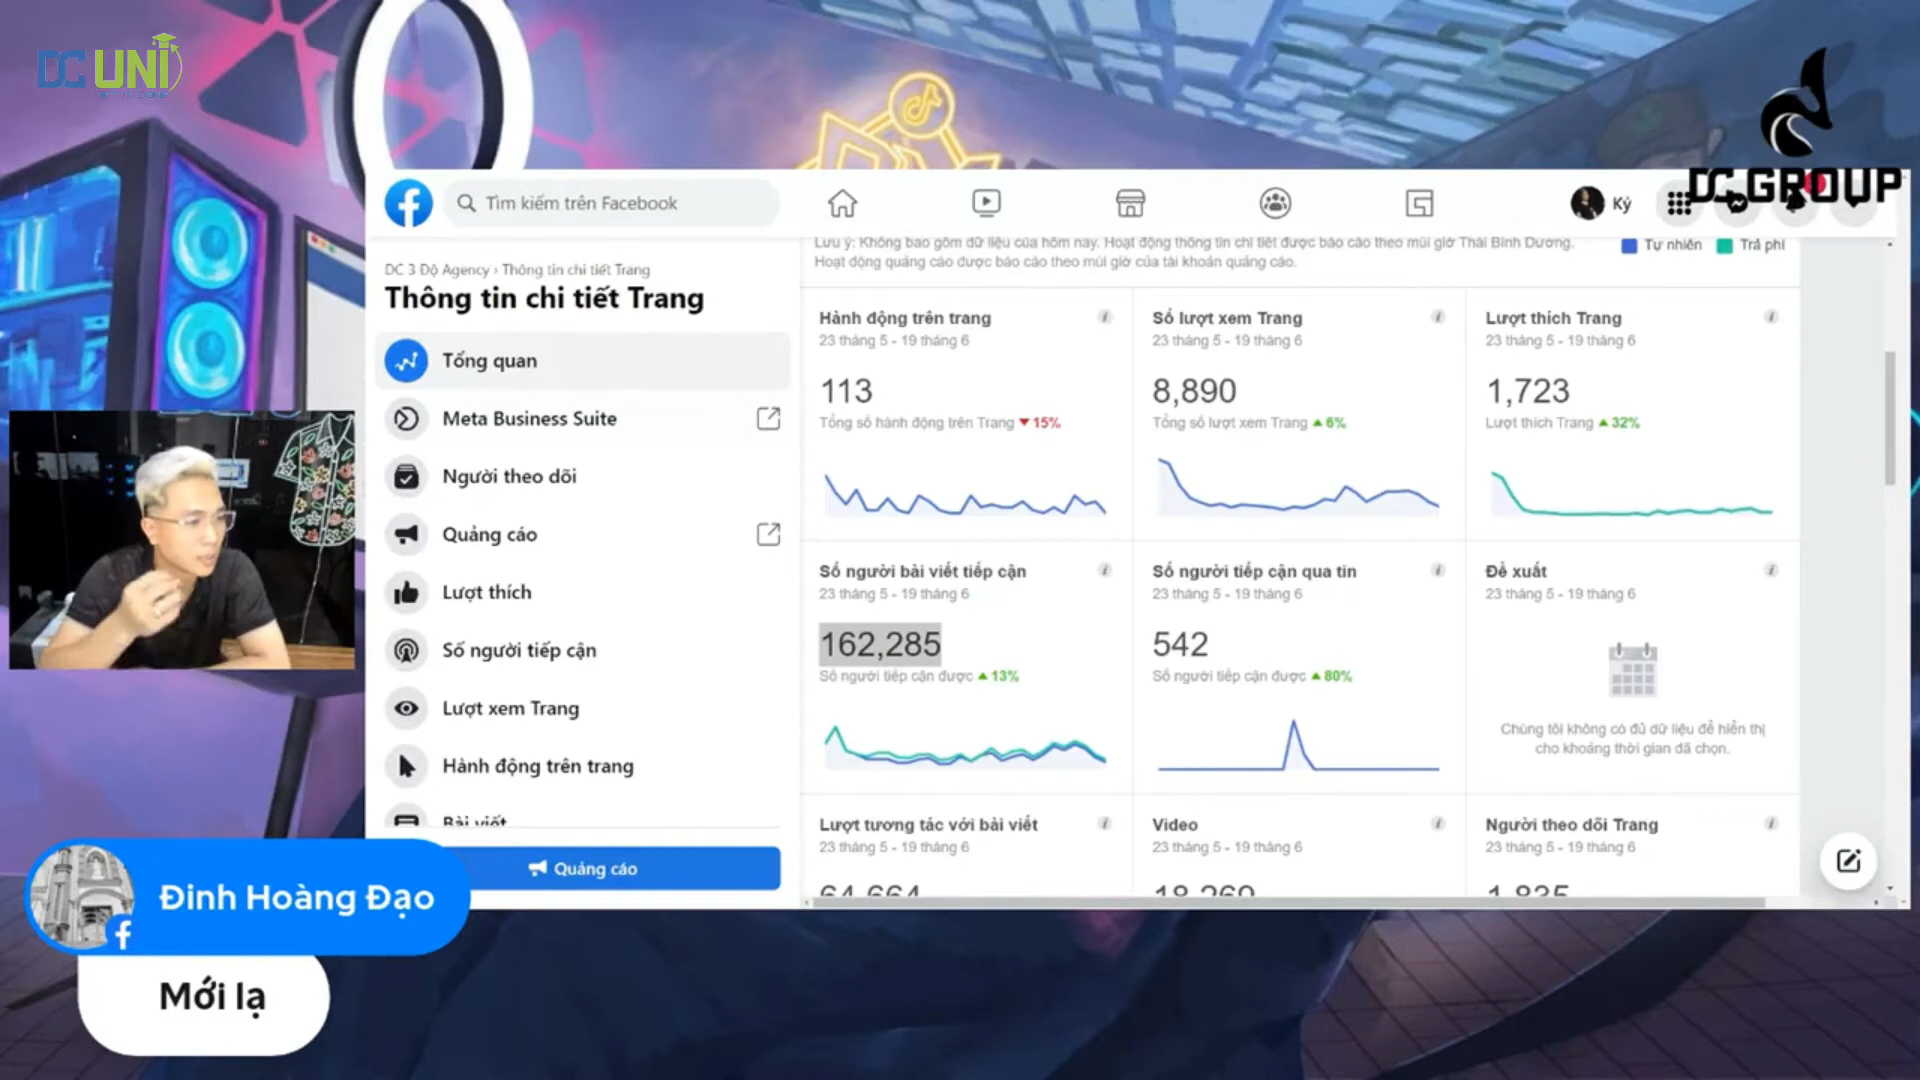 DC UNI
DC GROUP
Tìm kiếm trên Facebook
Kỷ
DC 3 Độ Agency › Thông tin chi tiết Trang
Thông tin chi tiết Trang
Tổng quan
Meta Business Suite
Người theo dõi
Quảng cáo
Lượt thích
Số người tiếp cận
Lượt xem Trang
Hành động trên trang
Bài viết
Quảng cáo
Lưu ý: Không bao gồm dữ liệu của hôm nay. Hoạt động thông tin chi tiết được báo cáo theo múi giờ Thái Bình Dương.
Hoạt động quảng cáo được báo cáo theo múi giờ của tài khoản quảng cáo.
Tự nhiên
Trả phí
Hành động trên trang
23 tháng 5 - 19 tháng 6
113
Tổng số hành động trên Trang ▼15%
Số lượt xem Trang
23 tháng 5 - 19 tháng 6
8,890
Tổng số lượt xem Trang ▲6%
Lượt thích Trang
23 tháng 5 - 19 tháng 6
1,723
Lượt thích Trang ▲32%
Số người bài viết tiếp cận
23 tháng 5 - 19 tháng 6
162,285
Số người tiếp cận được ▲13%
Số người tiếp cận qua tin
23 tháng 5 - 19 tháng 6
542
Số người tiếp cận được ▲80%
Đề xuất
23 tháng 5 - 19 tháng 6
Chúng tôi không có đủ dữ liệu để hiển thị
cho khoảng thời gian đã chọn.
Lượt tương tác với bài viết
23 tháng 5 - 19 tháng 6
64,664
Video
23 tháng 5 - 19 tháng 6
18,269
Người theo dõi Trang
23 tháng 5 - 19 tháng 6
1,835
Đinh Hoàng Đạo
Mới lạ